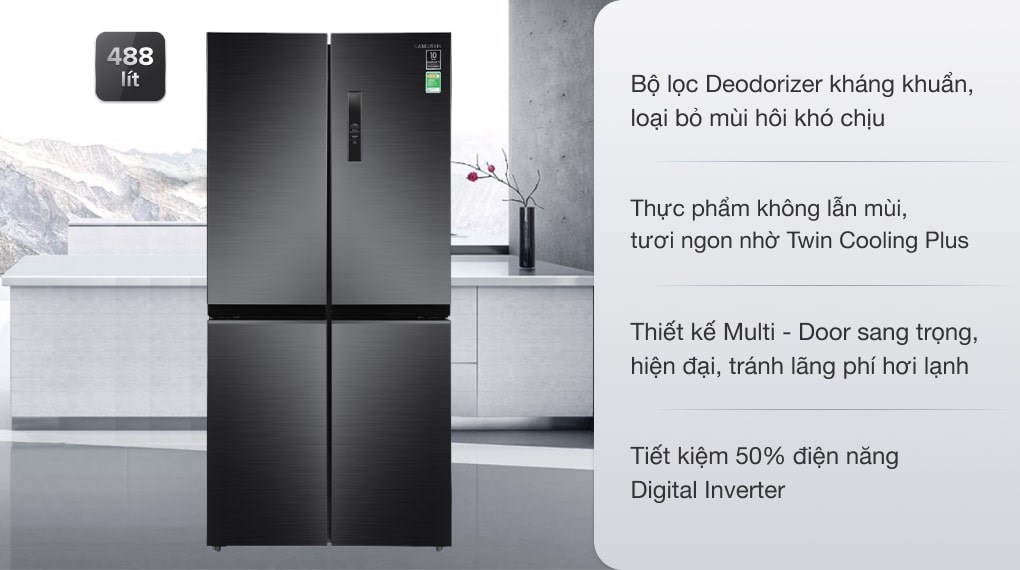 488
lít
SAMSUNG
10
Bộ lọc Deodorizer kháng khuẩn,
loại bỏ mùi hôi khó chịu
Thực phẩm không lẫn mùi,
tươi ngon nhờ Twin Cooling Plus
Thiết kế Multi - Door sang trọng,
hiện đại, tránh lãng phí hơi lạnh
Tiết kiệm 50% điện năng
Digital Inverter